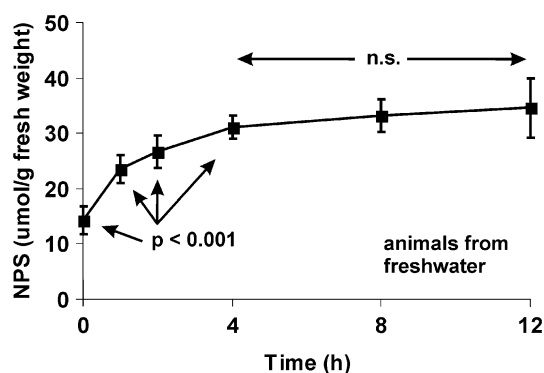 NPS (umol/g fresh weight)
50
40
30
20
10
0
n.s.
p < 0.001
animals from
freshwater
0
4
8
12
Time (h)